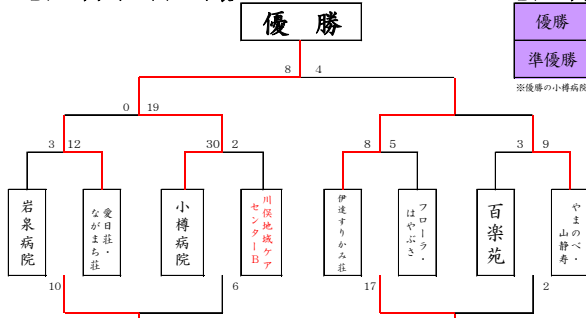 優勝
優勝
準優勝
※優勝の小樽病院
8 4
0 19
3 12
30 2
8 5
3 9
岩泉病院
愛日荘・
ながまち荘
小樽病院
川俣地域ケア
センターB
伊達すりかみ荘
フローラ・
はやぶさ
百楽苑
やまのべ・
山静寿
10
6
17
2